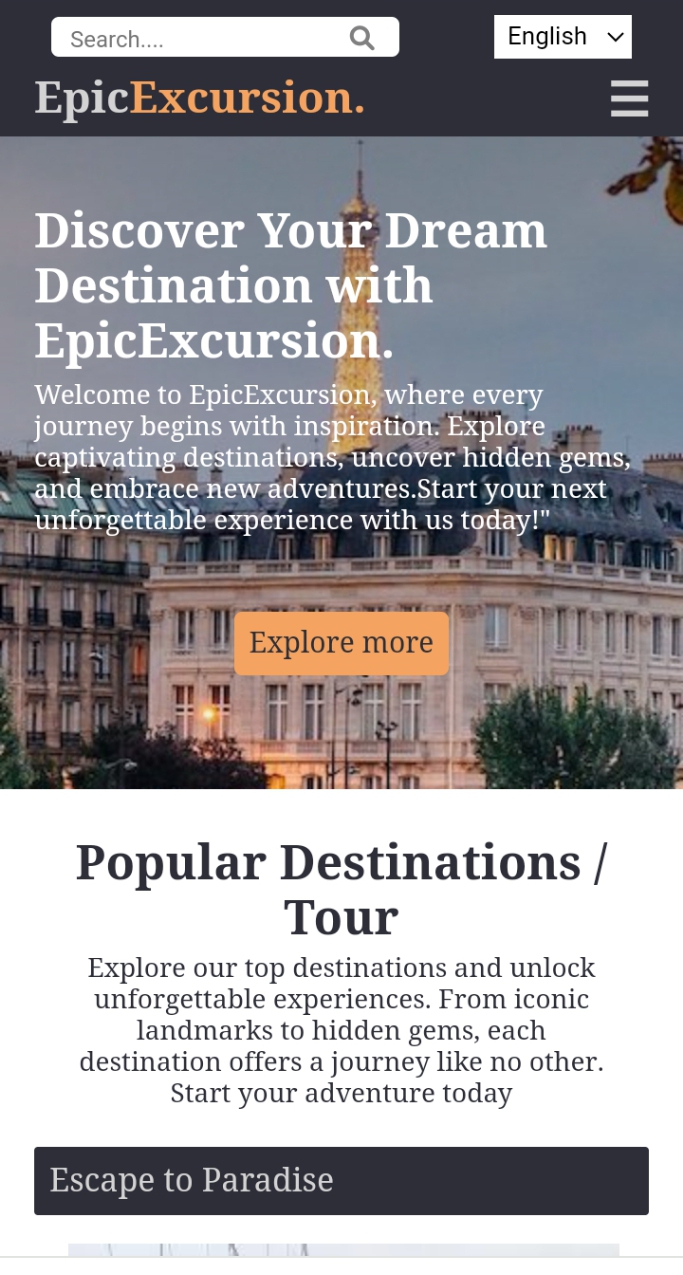 Search....
English
EpicExcursion.
Discover Your Dream
Destination with
EpicExcursion.
Welcome to EpicExcursion, where every
journey begins with inspiration. Explore
captivating destinations, uncover hidden gems,
and embrace new adventures.Start your next
unforgettable experience with us today!"
Explore more
Popular Destinations /
Tour
Explore our top destinations and unlock
unforgettable experiences. From iconic
landmarks to hidden gems, each
destination offers a journey like no other.
Start your adventure today
Escape to Paradise